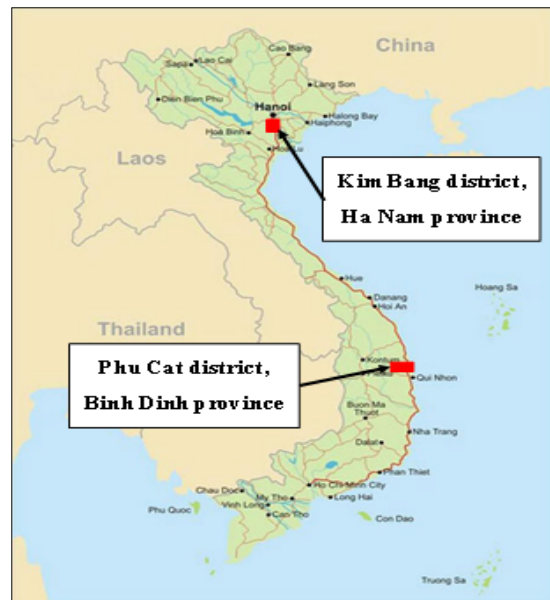 China
Cao Bang
Lao Cai
Sapa
Lang Son
Dien Bien Phu
Hanoi
Halong Bay
Haiphong
Hoa Binh
Laos
Kim Bang district,
Ha Nam province
Hue
Hoang Sa
Danang
Hoi An
Thailand
Kontum
Phu Cat district,
Binh Dinh province
Qui Nhon
Buon Ma
Thuot
Nha Trang
Dalat
Phan Thiet
Ho Chi Minh City
Chau Doc
My Tho
Long Hai
Vinh Long
Phu Quoc
Can Tho
Con Dao
Truong Sa